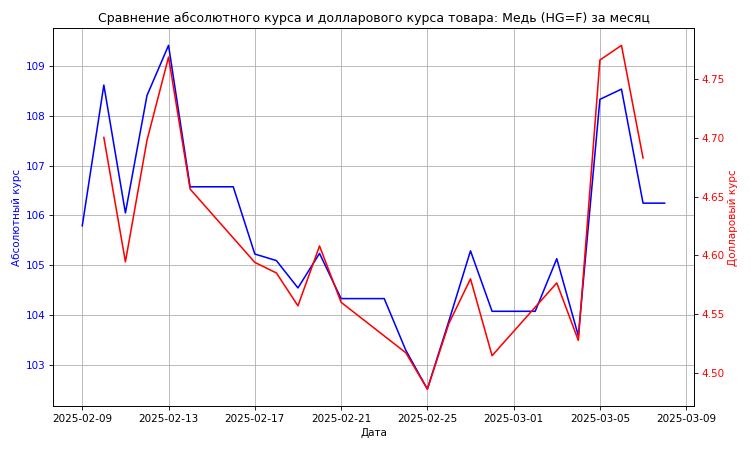 Сравнение абсолютного курса и долларового курса товара: Медь (HG=F) за месяц
109
108
107
106
105
104
103
Абсолютный курс
4.75
4.70
4.65
4.60
4.55
4.50
Долларовый курс
2025-02-09 2025-02-13 2025-02-17 2025-02-21 2025-02-25 2025-03-01 2025-03-05 2025-03-09
Дата